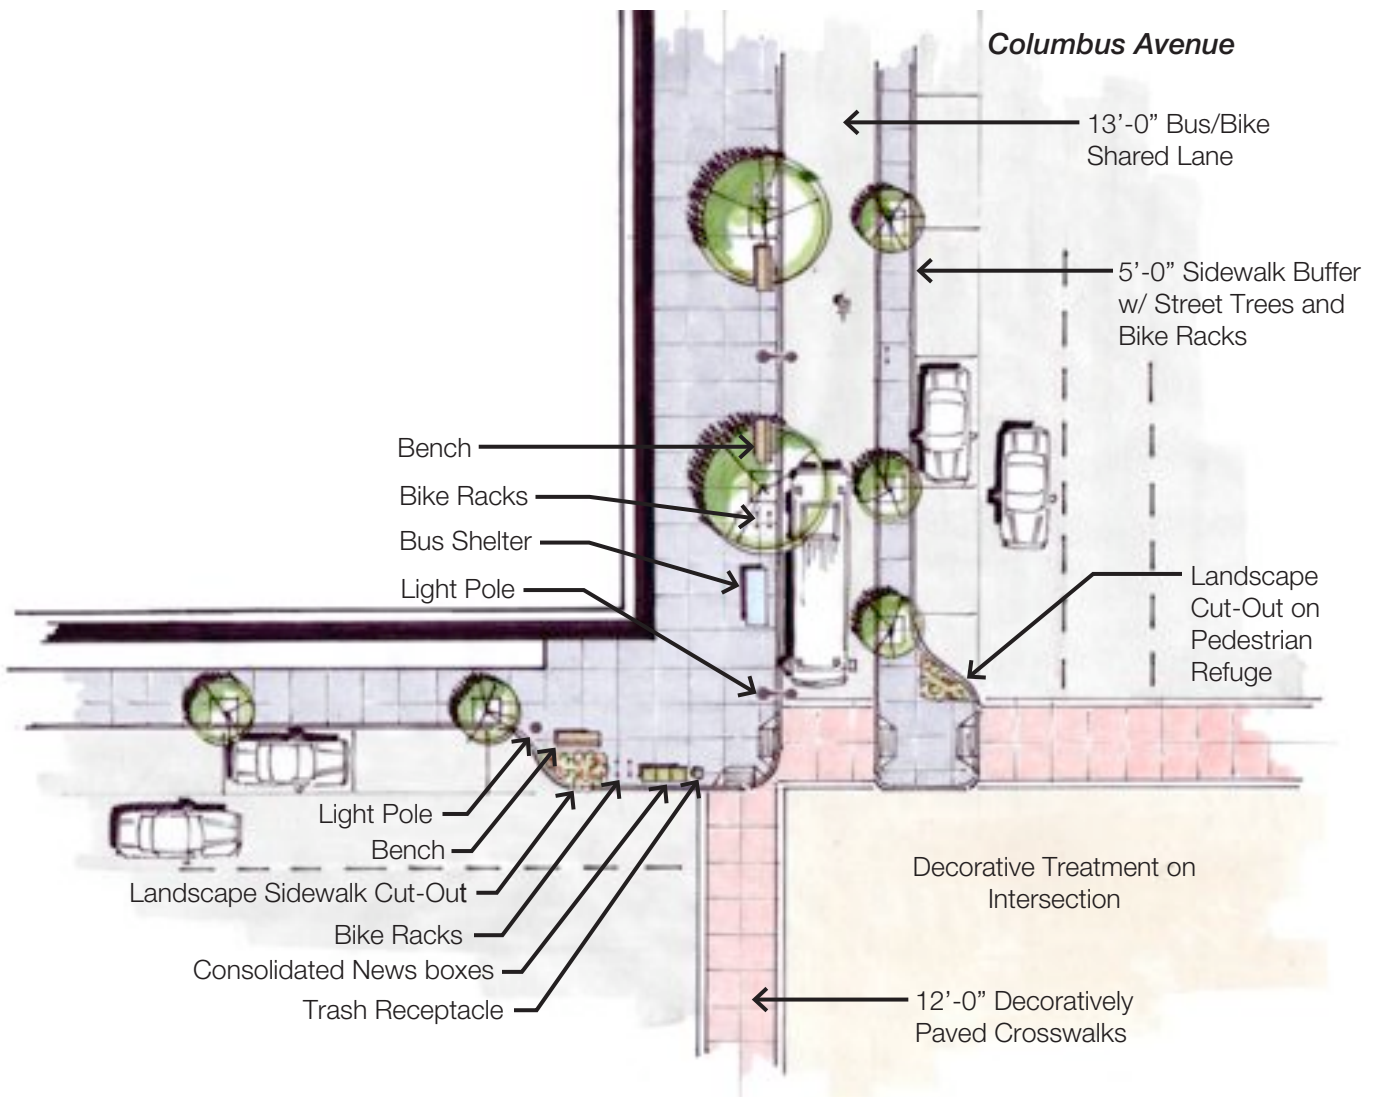 Columbus Avenue
13’-0” Bus/Bike
Shared Lane
5’-0” Sidewalk Buffer
w/ Street Trees and
Bike Racks
Bench
Bike Racks
Bus Shelter
Light Pole
Landscape
Cut-Out on
Pedestrian
Refuge
Light Pole
Bench
Landscape Sidewalk Cut-Out
Bike Racks
Consolidated News boxes
Trash Receptacle
Decorative Treatment on
Intersection
12’-0” Decoratively
Paved Crosswalks